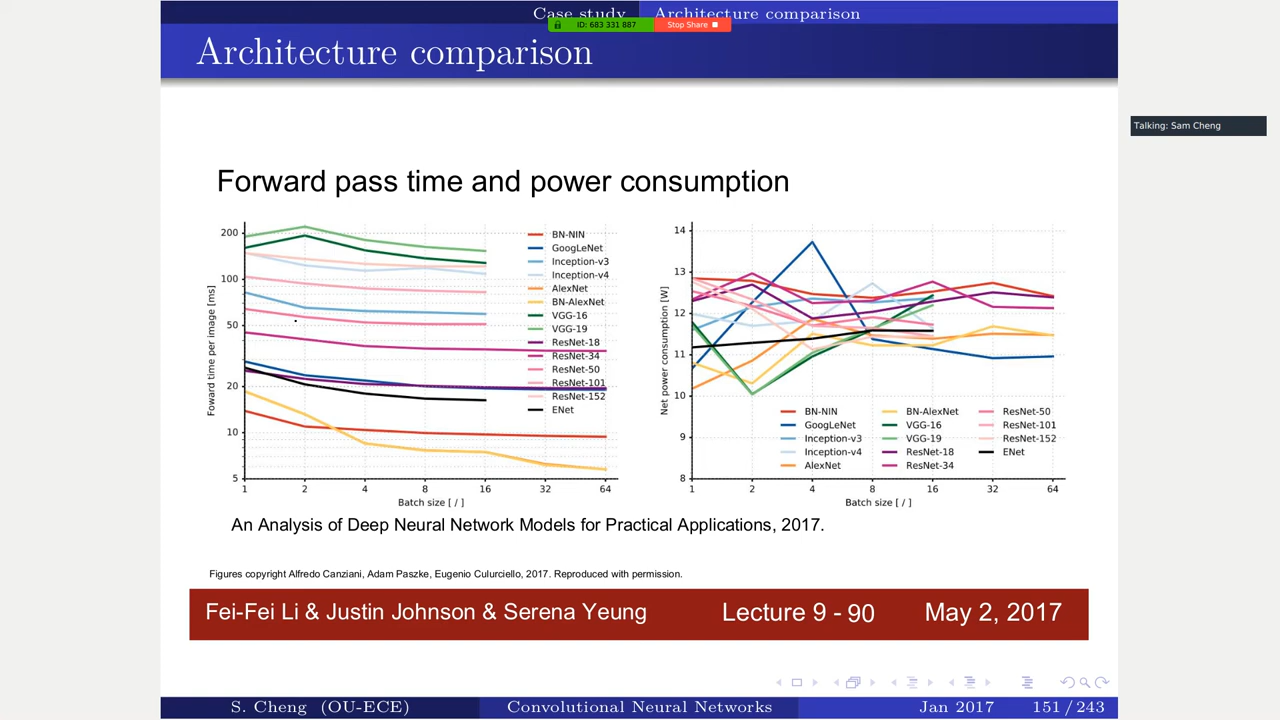 Case study Architecture comparison
ID: 683 331 887 Stop Share
Architecture comparison
Talking: Sam Cheng
Forward pass time and power consumption
200
100
50
20
10
5
Foward time per image [ms]
1 2 4 8 16 32 64
Batch size [ / ]
BN-NIN
GoogLeNet
Inception-v3
Inception-v4
AlexNet
BN-AlexNet
VGG-16
VGG-19
ResNet-18
ResNet-34
ResNet-50
ResNet-101
ResNet-152
ENet
14
13
12
11
10
9
8
Net power consumption [W]
1 2 4 8 16 32 64
Batch size [ / ]
BN-NIN BN-AlexNet ResNet-50
GoogLeNet VGG-16 ResNet-101
Inception-v3 VGG-19 ResNet-152
Inception-v4 ResNet-18 ENet
AlexNet ResNet-34
An Analysis of Deep Neural Network Models for Practical Applications, 2017.
Figures copyright Alfredo Canziani, Adam Paszke, Eugenio Culurciello, 2017. Reproduced with permission.
Fei-Fei Li & Justin Johnson & Serena Yeung Lecture 9 - 90 May 2, 2017
S. Cheng (OU-ECE) Convolutional Neural Networks Jan 2017 151 / 243